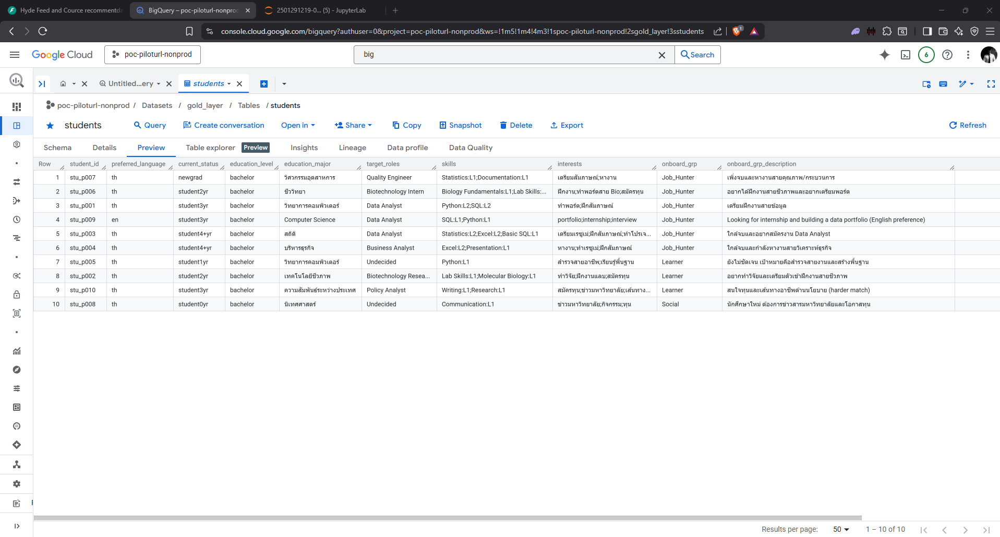 Hyde Feed and Cource recommentda
BigQuery – poc-piloturl-nonprod
2501291219-0... (5) - JupyterLab
console.cloud.google.com/bigquery?authuser=0&project=poc-piloturl-nonprod&ws=!1m5!1m4!4m3!1spoc-piloturl-nonprod!2sgold_layer!3sstudents
1
Google Cloud
poc-piloturl-nonprod
big
Search
6
Untitled...ery
students
poc-piloturl-nonprod / Datasets / gold_layer / Tables / students
students
Query
Create conversation
Open in
Share
Copy
Snapshot
Delete
Export
Refresh
Schema Details Preview Table explorer Preview Insights Lineage Data profile Data Quality
Row student_id preferred_language current_status education_level education_major target_roles skills interests onboard_grp onboard_grp_description
1 stu_p007 th newgrad bachelor วิศวกรรมอุตสาหการ Quality Engineer Statistics:L1;Documentation:L1 เตรียมสัมภาษณ์;หางาน Job_Hunter เพิ่งจบและหางานสายคุณภาพ/กระบวนการ
2 stu_p006 th student2yr bachelor ชีววิทยา Biotechnology Intern Biology Fundamentals:L1;Lab Skills:... ฝึกงาน;ทำพอร์ตสาย Bio;สมัครทุน Job_Hunter อยากได้ฝึกงานสายชีวภาพและอยากเตรียมพอร์ต
3 stu_p001 th student3yr bachelor วิทยาการคอมพิวเตอร์ Data Analyst Python:L2;SQL:L2 ทำพอร์ต;ฝึกสัมภาษณ์ Job_Hunter เตรียมฝึกงานสายข้อมูล
4 stu_p009 en student3yr bachelor Computer Science Data Analyst SQL:L1;Python:L1 portfolio;internship;interview Job_Hunter Looking for internship and building a data portfolio (English preference)
5 stu_p003 th student4+yr bachelor สถิติ Data Analyst Statistics:L2;Excel:L2;Basic SQL:L1 เตรียมเรซูเม่;ฝึกสัมภาษณ์;ทำโปรเจ... Job_Hunter ใกล้จบและอยากสมัครงาน Data Analyst
6 stu_p004 th student4+yr bachelor บริหารธุรกิจ Business Analyst Excel:L2;Presentation:L1 หางาน;ทำเรซูเม่;ฝึกสัมภาษณ์ Job_Hunter ใกล้จบและกำลังหางานสายวิเคราะห์ธุรกิจ
7 stu_p005 th student1yr bachelor วิทยาการคอมพิวเตอร์ Undecided Python:L1 สำรวจสายอาชีพ;เรียนรู้พื้นฐาน Learner ยังไม่ชัดเจน เป้าหมายคือสำรวจสายงานและสร้างพื้นฐาน
8 stu_p002 th student2yr bachelor เทคโนโลยีชีวภาพ Biotechnology Resea... Lab Skills:L1;Molecular Biology:L1 ทำวิจัย;ฝึกงานแลบ;สมัครทุน Learner อยากทำวิจัยและเตรียมตัวเข้าฝึกงานสายชีวภาพ
9 stu_p010 th student3yr bachelor ความสัมพันธ์ระหว่างประเทศ Policy Analyst Writing:L1;Research:L1 สมัครทุน;ข่าวมหาวิทยาลัย;เส้นทาง... Learner สนใจทุนและเส้นทางอาชีพด้านนโยบาย (harder match)
10 stu_p008 th student0yr bachelor นิเทศศาสตร์ Undecided Communication:L1 ข่าวมหาวิทยาลัย;กิจกรรม;ทุน Social นักศึกษาใหม่ ต้องการข่าวสารมหาวิทยาลัยและโอกาสทุน
Results per page: 50 1 – 10 of 10